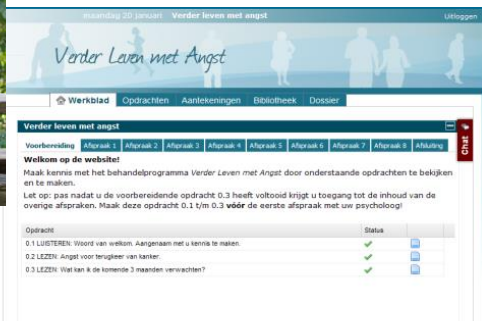 maandag 20 januari Verder leven met angst Uitloggen
Verder Leven met Angst
Werkblad Opdrachten Aantekeningen Bibliotheek Dossier
Verder leven met angst
Chat
Voorbereiding Afspraak 1 Afspraak 2 Afspraak 3 Afspraak 4 Afspraak 5 Afspraak 6 Afspraak 7 Afspraak 8 Afsluiting
Welkom op de website!
Maak kennis met het behandelprogramma Verder Leven met Angst door onderstaande opdrachten te bekijken
en te maken.
Let op: pas nadat u de voorbereidende opdracht 0.3 heeft voltooid krijgt u toegang tot de inhoud van de
overige afspraken. Maak deze opdracht 0.1 t/m 0.3 vóór de eerste afspraak met uw psycholoog!
Opdracht Status
0.1 LUISTEREN: Woord van welkom. Aangenaam met u kennis te maken.
0.2 LEZEN: Angst voor terugkeer van kanker.
0.3 LEZEN: Wat kan ik de komende 3 maanden verwachten?